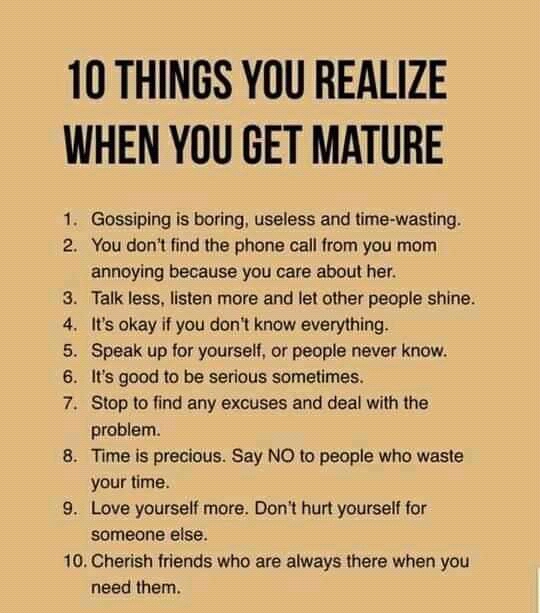 10 THINGS YOU REALIZE
WHEN YOU GET MATURE
1. Gossiping is boring, useless and time-wasting.
2. You don't find the phone call from you mom
annoying because you care about her.
3. Talk less, listen more and let other people shine.
4. It's okay if you don't know everything.
5. Speak up for yourself, or people never know.
6. It's good to be serious sometimes.
7. Stop to find any excuses and deal with the
problem.
8. Time is precious. Say NO to people who waste
your time.
9. Love yourself more. Don't hurt yourself for
someone else.
10. Cherish friends who are always there when you
need them.